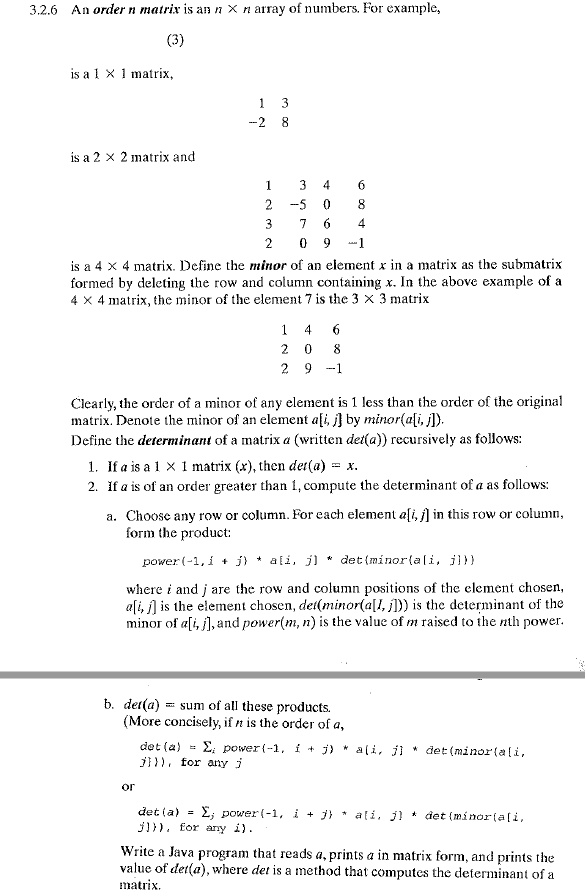 3.2.6 An order n matrix is an n × n array of numbers. For example,
(3)
is a 1 × 1 matrix,
1 3
−2 8
is a 2 × 2 matrix and
1 3 4 6
2 −5 0 8
3 7 6 4
2 0 9 −1
is a 4 × 4 matrix. Define the minor of an element x in a matrix as the submatrix
formed by deleting the row and column containing x. In the above example of a
4 × 4 matrix, the minor of the element 7 is the 3 × 3 matrix
1 4 6
2 0 8
2 9 −1
Clearly, the order of a minor of any element is 1 less than the order of the original
matrix. Denote the minor of an element a[i, j] by minor(a[i, j]).
Define the determinant of a matrix a (written det(a)) recursively as follows:
1. If a is a 1 × 1 matrix (x), then det(a) = x.
2. If a is of an order greater than 1, compute the determinant of a as follows:
a. Choose any row or column. For each element a[i, j] in this row or column,
form the product:
power(-1, i + j) * a[i, j] * det(minor(a[i, j]))
where i and j are the row and column positions of the element chosen,
a[i, j] is the element chosen, det(minor(a[I, j])) is the determinant of the
minor of a[i, j], and power(m, n) is the value of m raised to the nth power.
b. det(a) = sum of all these products.
(More concisely, if n is the order of a,
det(a) = Σᵢ power(-1, i + j) * a[i, j] * det(minor(a[i,
j])), for any j
or
det(a) = Σⱼ power(-1, i + j) * a[i, j] * det(minor(a[i,
j])), for any i).
Write a Java program that reads a, prints a in matrix form, and prints the
value of det(a), where det is a method that computes the determinant of a
matrix.